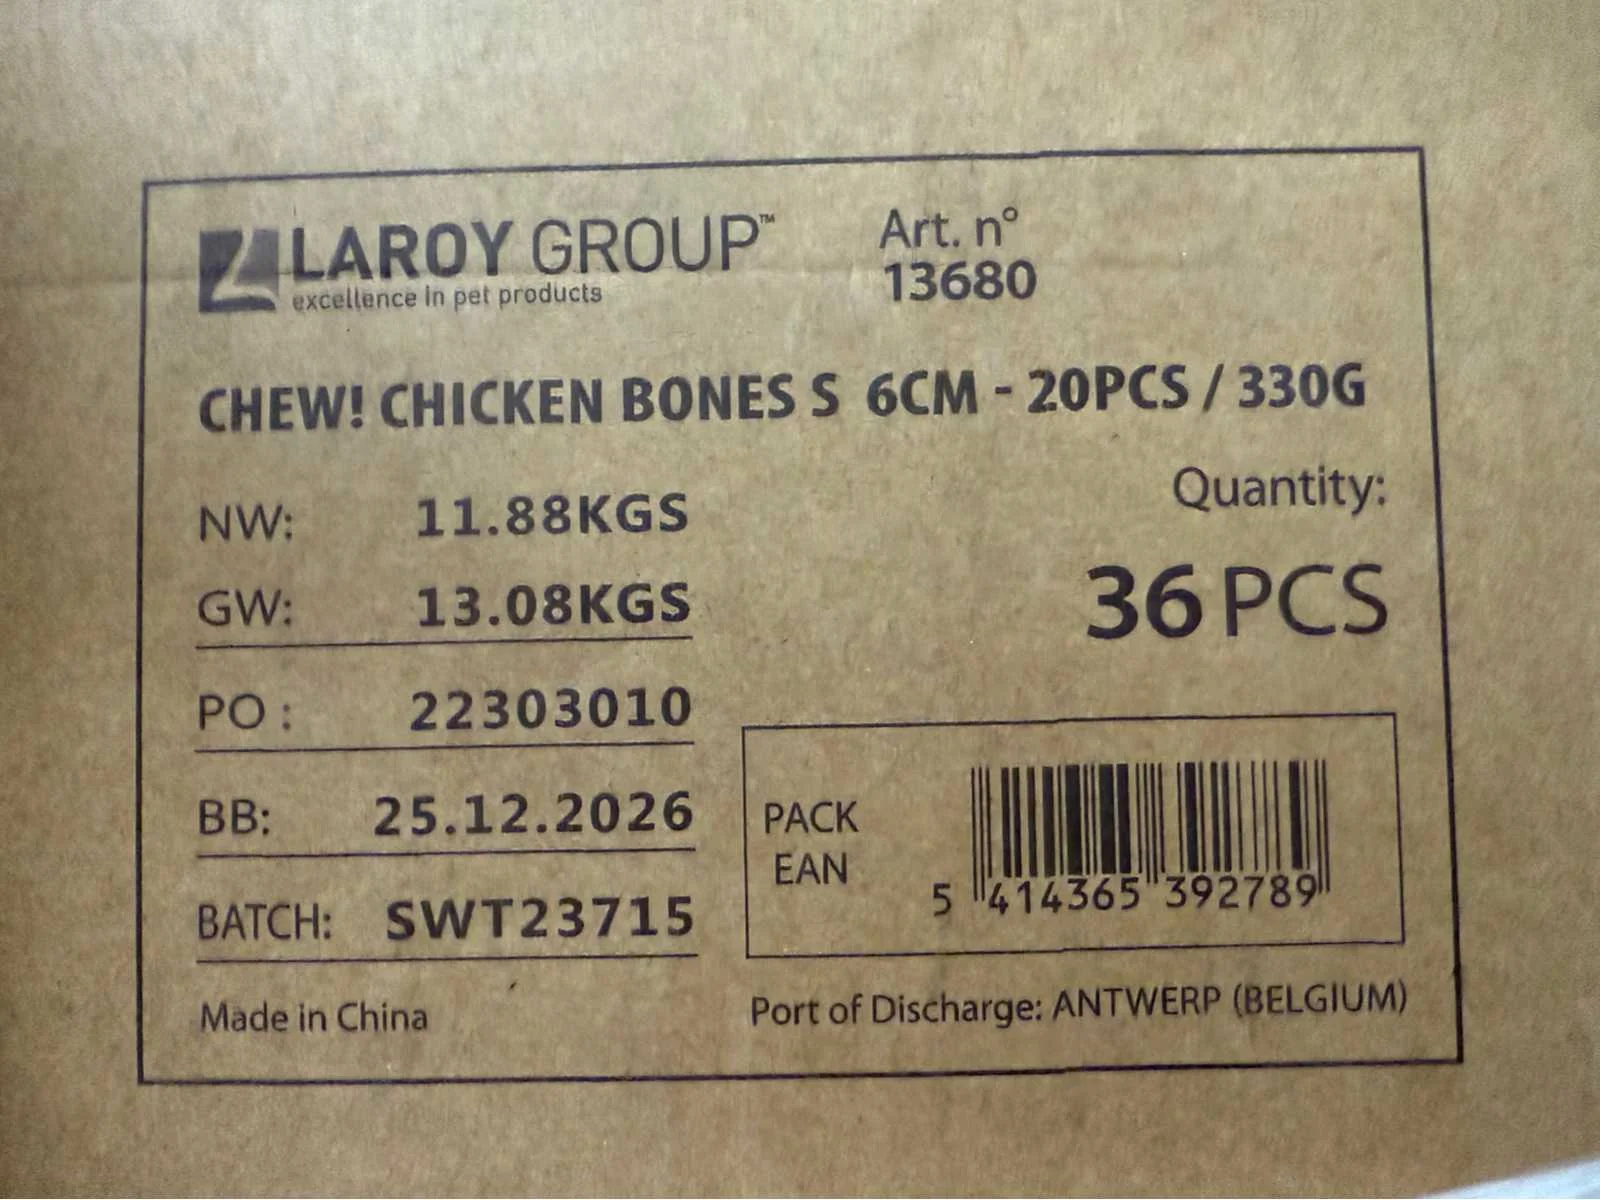 LAROY GROUP™
excellence in pet products
Art. n°
13680
CHEW! CHICKEN BONES S 6CM - 20PCS / 330G
NW: 11.88KGS
GW: 13.08KGS
Quantity:
36 PCS
PO : 22303010
BB: 25.12.2026
BATCH: SWT23715
PACK
EAN
5 414365 392789
Made in China
Port of Discharge: ANTWERP (BELGIUM)